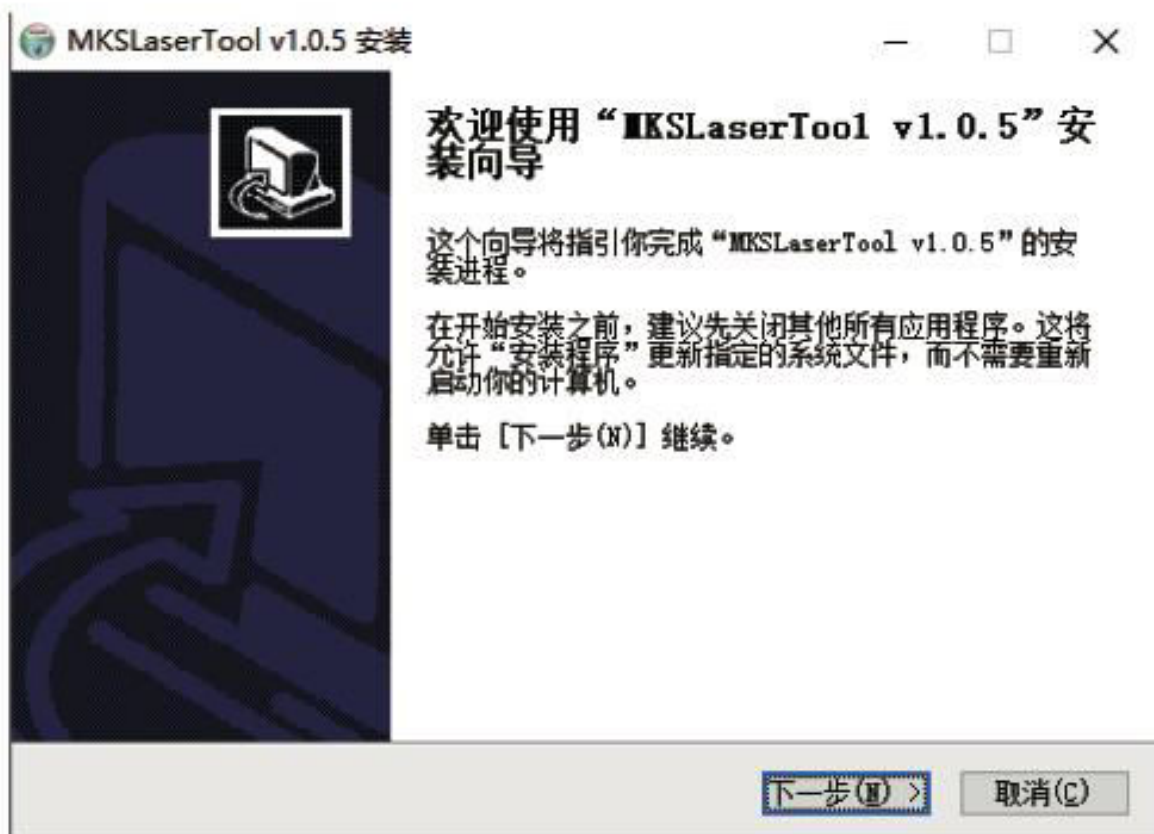 MKSLaserTool v1.0.5 安装
欢迎使用“MKSLaserTool v1.0.5”安
装向导
这个向导将指引你完成“MKSLaserTool v1.0.5”的安
装进程。
在开始安装之前，建议先关闭其他所有应用程序。这将
允许“安装程序”更新指定的系统文件，而不需要重新
启动你的计算机。
单击 [下一步(N)] 继续。
下一步(N) >
取消(C)